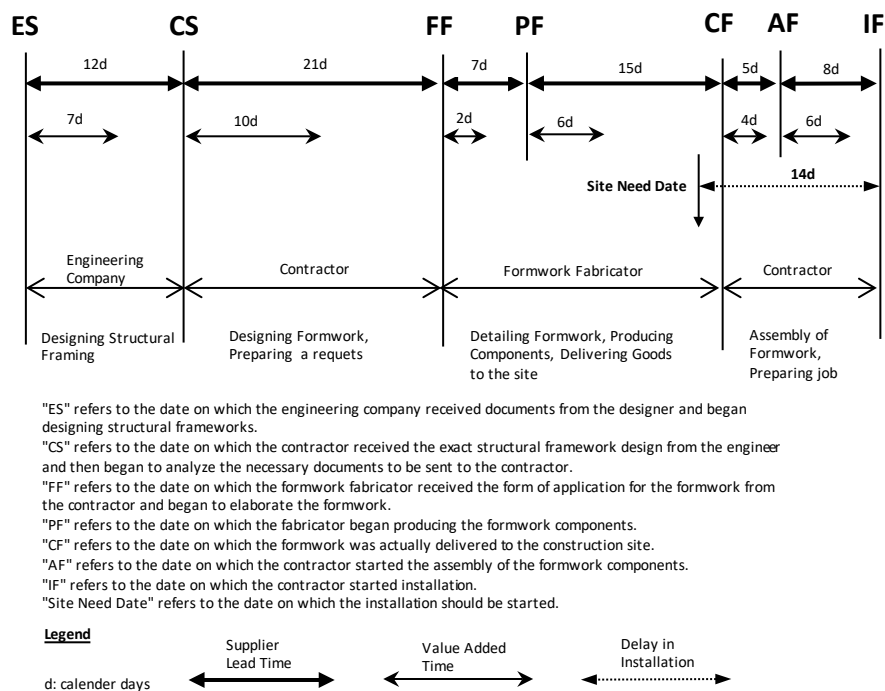 ES CS FF PF CF AF IF
12d 21d 7d 15d 5d 8d
7d 10d 2d 6d 4d 6d
Site Need Date 14d
Engineering
Company
Contractor
Formwork Fabricator
Contractor
Designing Structural
Framing
Designing Formwork,
Preparing a requets
Detailing Formwork, Producing
Components, Delivering Goods
to the site
Assembly of
Formwork,
Preparing job
"ES" refers to the date on which the engineering company received documents from the designer and began
designing structural frameworks.
"CS" refers to the date on which the contractor received the exact structural framework design from the engineer
and then began to analyze the necessary documents to be sent to the contractor.
"FF" refers to the date on which the formwork fabricator received the form of application for the formwork from
the contractor and began to elaborate the formwork.
"PF" refers to the date on which the fabricator began producing the formwork components.
"CF" refers to the date on which the formwork was actually delivered to the construction site.
"AF" refers to the date on which the contractor started the assembly of the formwork components.
"IF" refers to the date on which the contractor started installation.
"Site Need Date" refers to the date on which the installation should be started.
Legend
d: calender days
Supplier
Lead Time
Value Added
Time
Delay in
Installation